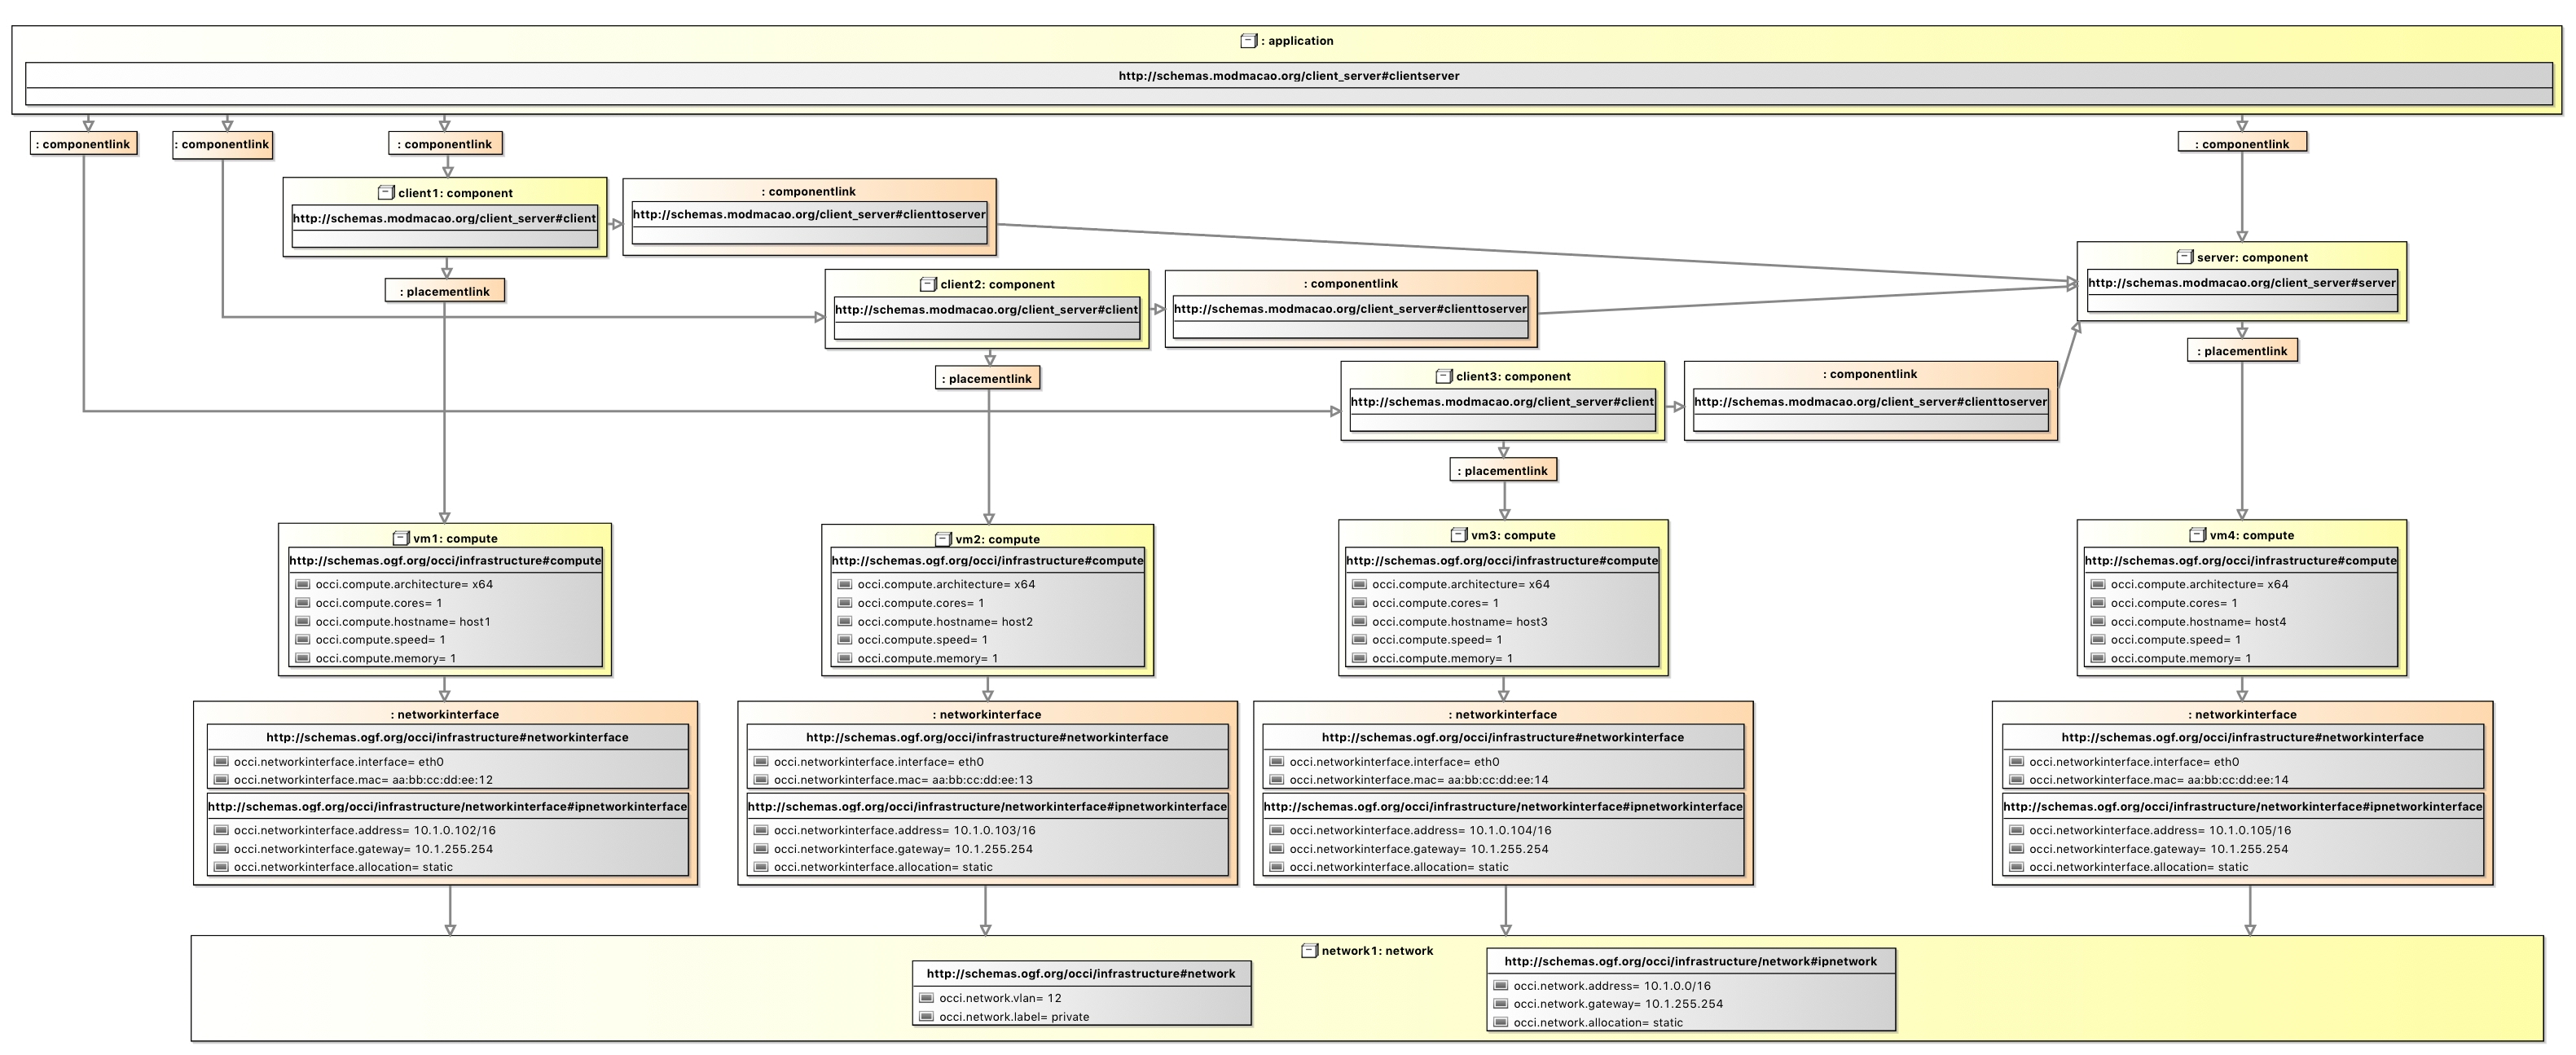 : application
http://schemas.modmacao.org/client_server#clientserver
: componentlink
: componentlink
: componentlink
: componentlink
client1: component
http://schemas.modmacao.org/client_server#client
: componentlink
http://schemas.modmacao.org/client_server#clienttoserver
: placementlink
client2: component
http://schemas.modmacao.org/client_server#client
: componentlink
http://schemas.modmacao.org/client_server#clienttoserver
: placementlink
server: component
http://schemas.modmacao.org/client_server#server
: placementlink
client3: component
http://schemas.modmacao.org/client_server#client
: componentlink
http://schemas.modmacao.org/client_server#clienttoserver
: placementlink
vm1: compute
http://schemas.ogf.org/occi/infrastructure#compute
occi.compute.architecture= x64
occi.compute.cores= 1
occi.compute.hostname= host1
occi.compute.speed= 1
occi.compute.memory= 1
vm2: compute
http://schemas.ogf.org/occi/infrastructure#compute
occi.compute.architecture= x64
occi.compute.cores= 1
occi.compute.hostname= host2
occi.compute.speed= 1
occi.compute.memory= 1
vm3: compute
http://schemas.ogf.org/occi/infrastructure#compute
occi.compute.architecture= x64
occi.compute.cores= 1
occi.compute.hostname= host3
occi.compute.speed= 1
occi.compute.memory= 1
vm4: compute
http://schemas.ogf.org/occi/infrastructure#compute
occi.compute.architecture= x64
occi.compute.cores= 1
occi.compute.hostname= host4
occi.compute.speed= 1
occi.compute.memory= 1
: networkinterface
http://schemas.ogf.org/occi/infrastructure#networkinterface
occi.networkinterface.interface= eth0
occi.networkinterface.mac= aa:bb:cc:dd:ee:12
http://schemas.ogf.org/occi/infrastructure/networkinterface#ipnetworkinterface
occi.networkinterface.address= 10.1.0.102/16
occi.networkinterface.gateway= 10.1.255.254
occi.networkinterface.allocation= static
: networkinterface
http://schemas.ogf.org/occi/infrastructure#networkinterface
occi.networkinterface.interface= eth0
occi.networkinterface.mac= aa:bb:cc:dd:ee:13
http://schemas.ogf.org/occi/infrastructure/networkinterface#ipnetworkinterface
occi.networkinterface.address= 10.1.0.103/16
occi.networkinterface.gateway= 10.1.255.254
occi.networkinterface.allocation= static
: networkinterface
http://schemas.ogf.org/occi/infrastructure#networkinterface
occi.networkinterface.interface= eth0
occi.networkinterface.mac= aa:bb:cc:dd:ee:14
http://schemas.ogf.org/occi/infrastructure/networkinterface#ipnetworkinterface
occi.networkinterface.address= 10.1.0.104/16
occi.networkinterface.gateway= 10.1.255.254
occi.networkinterface.allocation= static
: networkinterface
http://schemas.ogf.org/occi/infrastructure#networkinterface
occi.networkinterface.interface= eth0
occi.networkinterface.mac= aa:bb:cc:dd:ee:14
http://schemas.ogf.org/occi/infrastructure/networkinterface#ipnetworkinterface
occi.networkinterface.address= 10.1.0.105/16
occi.networkinterface.gateway= 10.1.255.254
occi.networkinterface.allocation= static
network1: network
http://schemas.ogf.org/occi/infrastructure#network
occi.network.vlan= 12
occi.network.label= private
http://schemas.ogf.org/occi/infrastructure/network#ipnetwork
occi.network.address= 10.1.0.0/16
occi.network.gateway= 10.1.255.254
occi.network.allocation= static